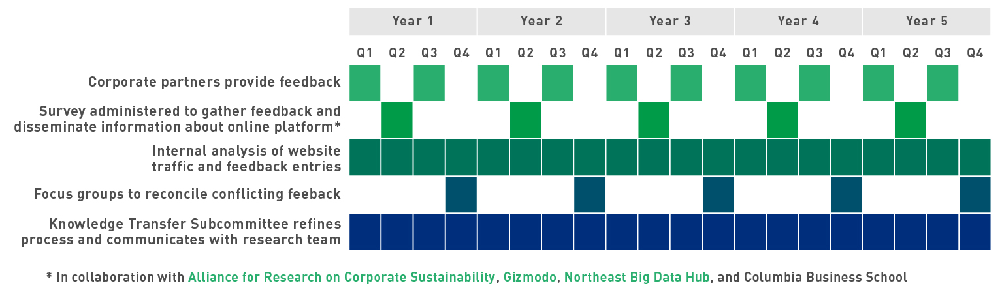 Year 1 Year 2 Year 3 Year 4 Year 5
Q1 Q2 Q3 Q4 Q1 Q2 Q3 Q4 Q1 Q2 Q3 Q4 Q1 Q2 Q3 Q4 Q1 Q2 Q3 Q4
Corporate partners provide feedback
Survey administered to gather feedback and
disseminate information about online platform*
Internal analysis of website
traffic and feedback entries
Focus groups to reconcile conflicting feeback
Knowledge Transfer Subcommittee refines
process and communicates with research team
* In collaboration with Alliance for Research on Corporate Sustainability, Gizmodo, Northeast Big Data Hub, and Columbia Business School